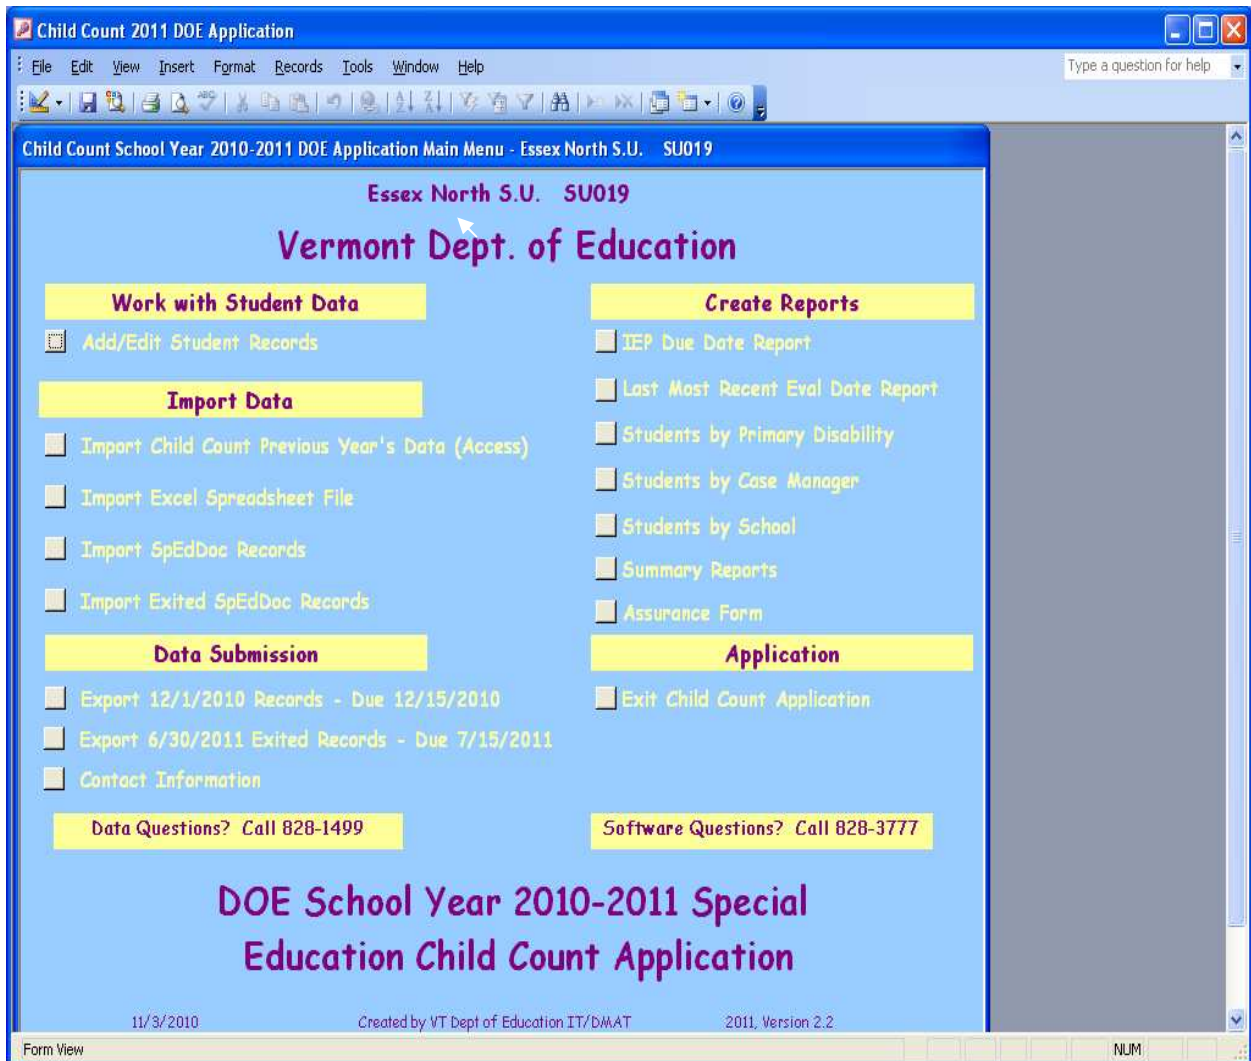 Child Count 2011 DOE Application
File Edit View Insert Format Records Tools Window Help
Type a question for help
Child Count School Year 2010-2011 DOE Application Main Menu - Essex North S.U. SU019
Essex North S.U. SU019
Vermont Dept. of Education
Work with Student Data
Add/Edit Student Records
Import Data
Import Child Count Previous Year's Data (Access)
Import Excel Spreadsheet File
Import SpEdDoc Records
Import Exited SpEdDoc Records
Data Submission
Export 12/1/2010 Records - Due 12/15/2010
Export 6/30/2011 Exited Records - Due 7/15/2011
Contact Information
Data Questions? Call 828-1499
Create Reports
IEP Due Date Report
Last Most Recent Eval Date Report
Students by Primary Disability
Students by Case Manager
Students by School
Summary Reports
Assurance Form
Application
Exit Child Count Application
Software Questions? Call 828-3777
DOE School Year 2010-2011 Special
Education Child Count Application
11/3/2010 Created by VT Dept of Education IT/DMAT 2011, Version 2.2
Form View NUM